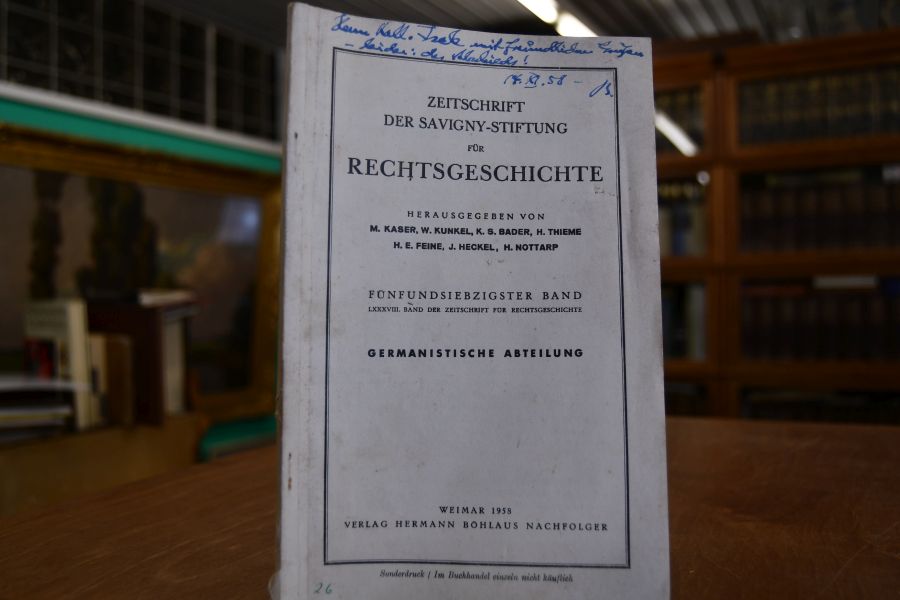 Herrn Koll. mit freundlichen Grüßen
- leider: des
14. XI. 58 -
ZEITSCHRIFT
DER SAVIGNY-STIFTUNG
FÜR
RECHTSGESCHICHTE
HERAUSGEGEBEN VON
M. KASER, W. KUNKEL, K. S. BADER, H. THIEME
H. E. FEINE, J. HECKEL, H. NOTTARP
FÜNFUNDSIEBZIGSTER BAND
LXXXVIII. BAND DER ZEITSCHRIFT FÜR RECHTSGESCHICHTE
GERMANISTISCHE ABTEILUNG
WEIMAR 1958
VERLAG HERMANN BÖHLAUS NACHFOLGER
Sonderdruck / Im Buchhandel einzeln nicht käuflich
26